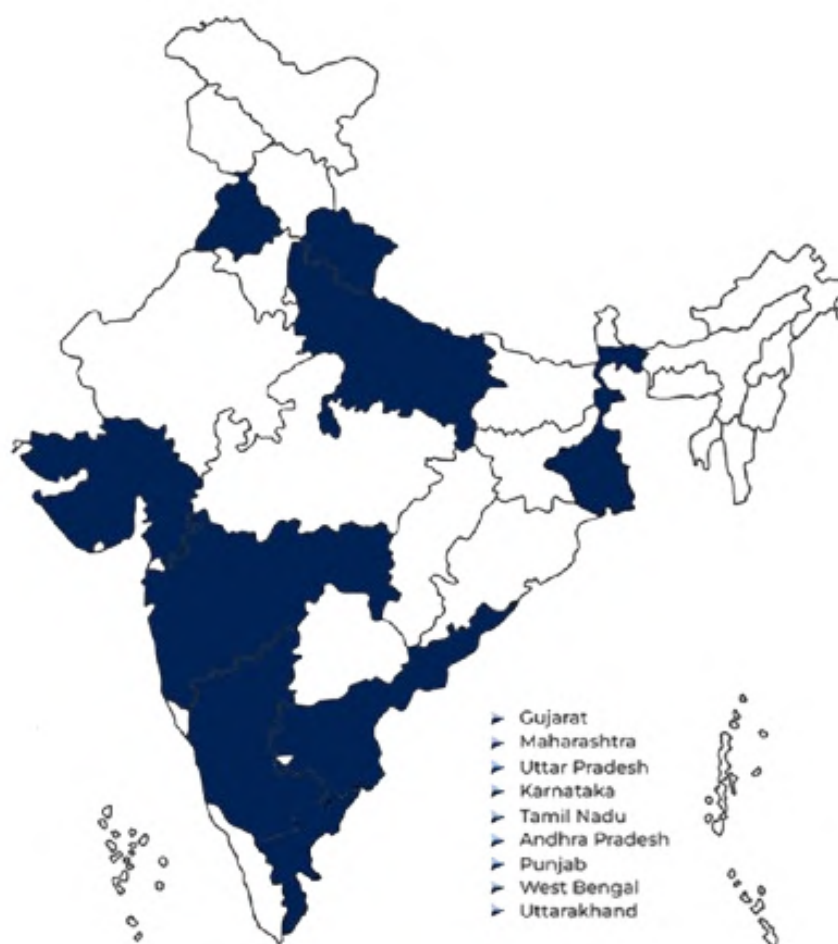 Gujarat
Maharashtra
Uttar Pradesh
Karnataka
Tamil Nadu
Andhra Pradesh
Punjab
West Bengal
Uttarakhand